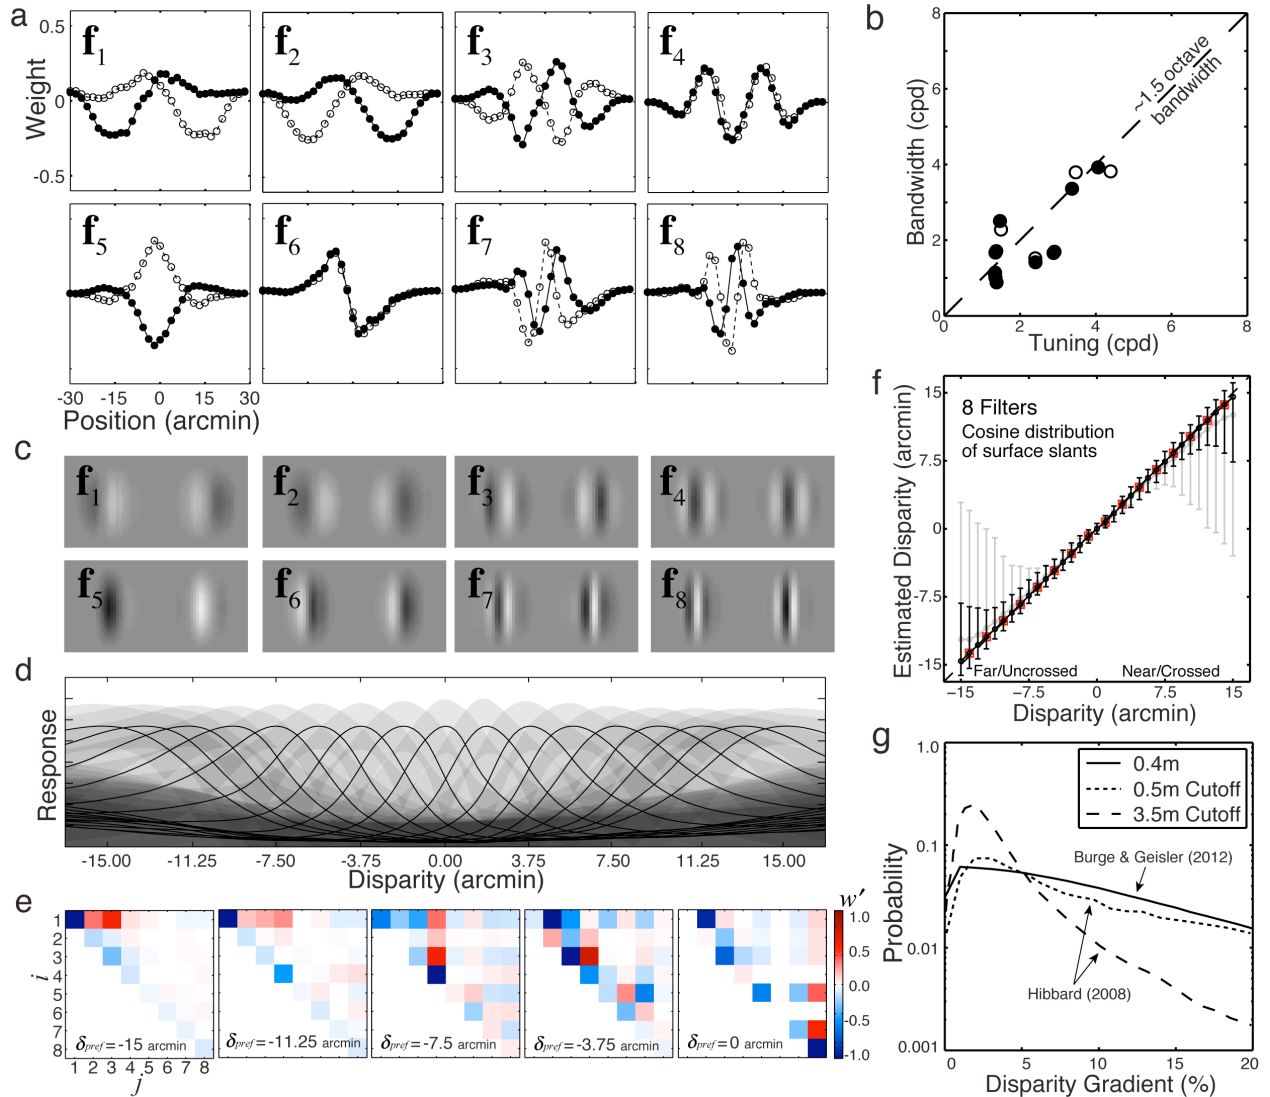 a
0.5
0
-0.5
Weight
f1
f2
f3
f4
f5
f6
f7
f8
-30 -15 0 15 30
Position (arcmin)
b
8
6
4
2
0
Bandwidth (cpd)
~1.5 octave
bandwidth
0 2 4 6 8
Tuning (cpd)
c
f1
f2
f3
f4
f5
f6
f7
f8
d
Response
-15.00 -11.25 -7.50 -3.75 0.00 3.75 7.50 11.25 15.00
Disparity (arcmin)
e
1
2
3
4
5
6
7
8
i
δpref = -15 arcmin
δpref = -11.25 arcmin
δpref = -7.5 arcmin
δpref = -3.75 arcmin
δpref = 0 arcmin
1 2 3 4 5 6 7 8
j
w'
1.0
0.5
0.0
-0.5
-1.0
f
15
7.5
0
-7.5
-15
Estimated Disparity (arcmin)
8 Filters
Cosine distribution
of surface slants
Far/Uncrossed
Near/Crossed
-15 -7.5 0 7.5 15
Disparity (arcmin)
g
1.0
0.1
0.01
0.001
Probability
0.4m
0.5m Cutoff
3.5m Cutoff
Burge & Geisler (2012)
Hibbard (2008)
0 5 10 15 20
Disparity Gradient (%)